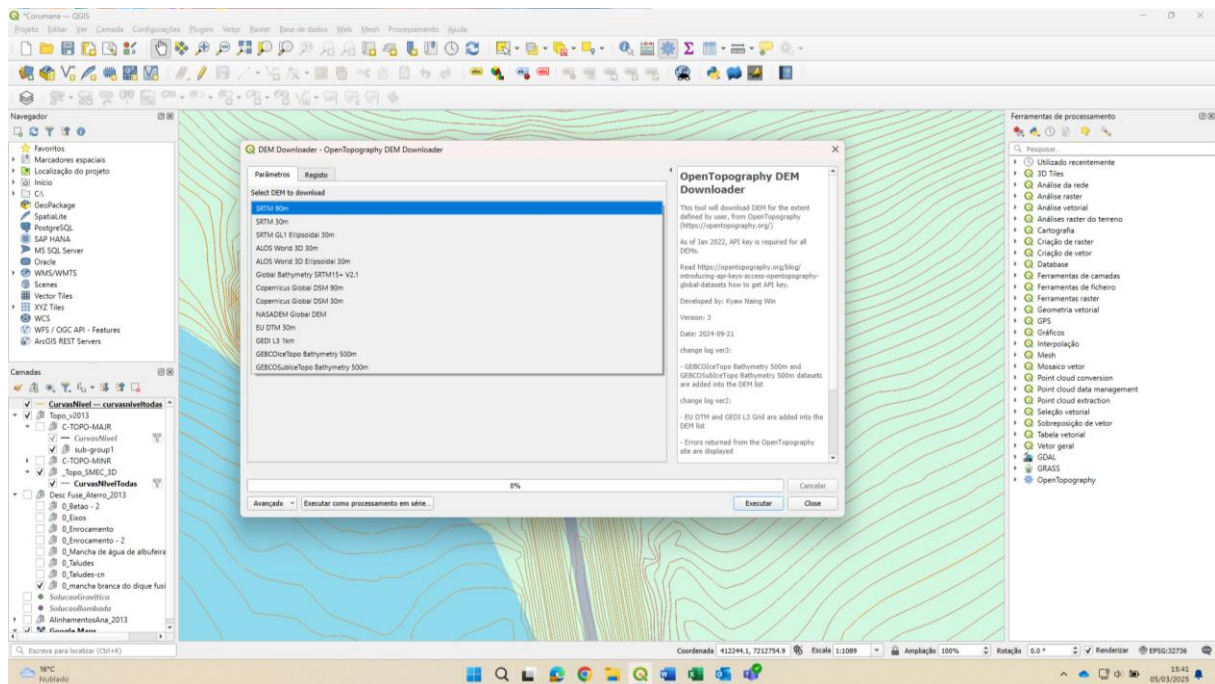 *Corumana — QGIS
Projeto Editar Ver Camada Configurações Plugins Vetor Raster Base de dados Web Mesh Processamento Ajuda
Navegador
Favoritos
Marcadores espaciais
Localização do projeto
Início
C:\
GeoPackage
SpatiaLite
PostgreSQL
SAP HANA
MS SQL Server
Oracle
WMS/WMTS
Scenes
Vector Tiles
XYZ Tiles
WCS
WFS / OGC API - Features
ArcGIS REST Servers
Camadas
CurvasNivel — curvasniveltodas
Topo_v2013
C-TOPO-MAJR
CurvasNivel
sub-group1
C-TOPO-MINR
_Topo_SMEC_3D
CurvasNivelTodas
Desc Fuse_Aterro_2013
0_Betao - 2
0_Eixos
0_Enrocamento
0_Enrocamento - 2
0_Mancha de água de albufeira
0_Taludes
0_Taludes-cn
0_mancha branca do dique fusi
SolucaoGravitica
SolucaoBombada
AlinhamentosAna_2013
Google Maps
DEM Downloader - OpenTopography DEM Downloader
Parâmetros Registo
Select DEM to download
SRTM 90m
SRTM 30m
SRTM GL1 Ellipsoidal 30m
ALOS World 3D 30m
ALOS World 3D Ellipsoidal 30m
Global Bathymetry SRTM15+ V2.1
Copernicus Global DSM 90m
Copernicus Global DSM 30m
NASADEM Global DEM
EU DTM 30m
GEDI L3 1km
GEBCOIceTopo Bathymetry 500m
GEBCOSubIceTopo Bathymetry 500m
OpenTopography DEM
Downloader
This tool will download DEM for the extent
defined by user, from OpenTopography
(https://opentopography.org/)
As of Jan 2022, API key is required for all
DEMs.
Read https://opentopography.org/blog/
introducing-api-keys-access-opentopography-
global-datasets how to get API key.
Developed by: Kyaw Naing Win
Version: 3
Date: 2024-09-21
change log ver3:
- GEBCOIceTopo Bathymetry 500m and
GEBCOSubIceTopo Bathymetry 500m datasets
are added into the DEM list
change log ver2:
- EU DTM and GEDI L3 Grid are added into the
DEM list
- Errors returned from the OpenTopography
site are displayed
0%
Cancelar
Avançado
Executar como processamento em série...
Executar
Close
Ferramentas de processamento
Pesquisar...
Utilizado recentemente
3D Tiles
Análise da rede
Análise raster
Análise vetorial
Análises raster do terreno
Cartografia
Criação de raster
Criação de vetor
Database
Ferramentas de camadas
Ferramentas de ficheiro
Ferramentas raster
Geometria vetorial
GPS
Gráficos
Interpolação
Mesh
Mosaico vetor
Point cloud conversion
Point cloud data management
Point cloud extraction
Seleção vetorial
Sobreposição de vetor
Tabela vetorial
Vetor geral
GDAL
GRASS
OpenTopography
Escreva para localizar (Ctrl+K)
Coordenada 412244.1, 7212754.9 Escala 1:1089 Ampliação 100% Rotação 0.0 ° Renderizar EPSG:32736
16°C
Nublado
15:41
05/03/2025